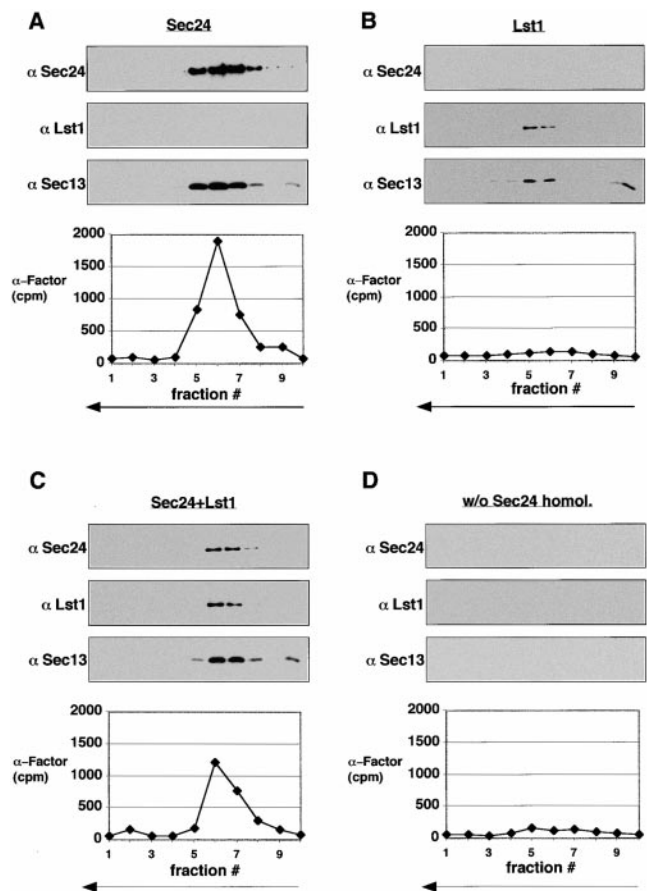 A
Sec24
α Sec24
α Lst1
α Sec13
2000
1500
α–Factor
(cpm)
1000
500
0
1 3 5 7 9
fraction #
B
Lst1
α Sec24
α Lst1
α Sec13
2000
1500
α–Factor
(cpm)
1000
500
0
1 3 5 7 9
fraction #
C
Sec24+Lst1
α Sec24
α Lst1
α Sec13
2000
1500
α–Factor
(cpm)
1000
500
0
1 3 5 7 9
fraction #
D
w/o Sec24 homol.
α Sec24
α Lst1
α Sec13
2000
1500
α–Factor
(cpm)
1000
500
0
1 3 5 7 9
fraction #